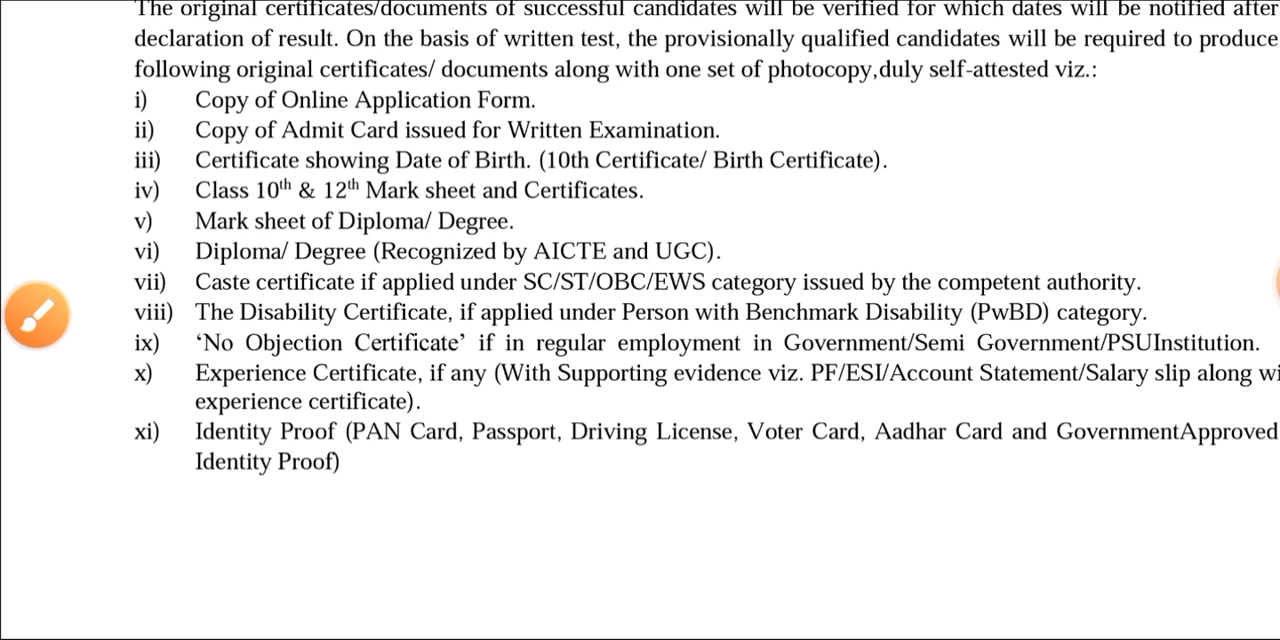 The original certificates/documents of successful candidates will be verified for which dates will be notified after
declaration of result. On the basis of written test, the provisionally qualified candidates will be required to produce
following original certificates/ documents along with one set of photocopy,duly self-attested viz.:
i) Copy of Online Application Form.
ii) Copy of Admit Card issued for Written Examination.
iii) Certificate showing Date of Birth. (10th Certificate/ Birth Certificate).
iv) Class 10th & 12th Mark sheet and Certificates.
v) Mark sheet of Diploma/ Degree.
vi) Diploma/ Degree (Recognized by AICTE and UGC).
vii) Caste certificate if applied under SC/ST/OBC/EWS category issued by the competent authority.
viii) The Disability Certificate, if applied under Person with Benchmark Disability (PwBD) category.
ix) ‘No Objection Certificate’ if in regular employment in Government/Semi Government/PSUInstitution.
x) Experience Certificate, if any (With Supporting evidence viz. PF/ESI/Account Statement/Salary slip along wi
experience certificate).
xi) Identity Proof (PAN Card, Passport, Driving License, Voter Card, Aadhar Card and GovernmentApproved
Identity Proof)